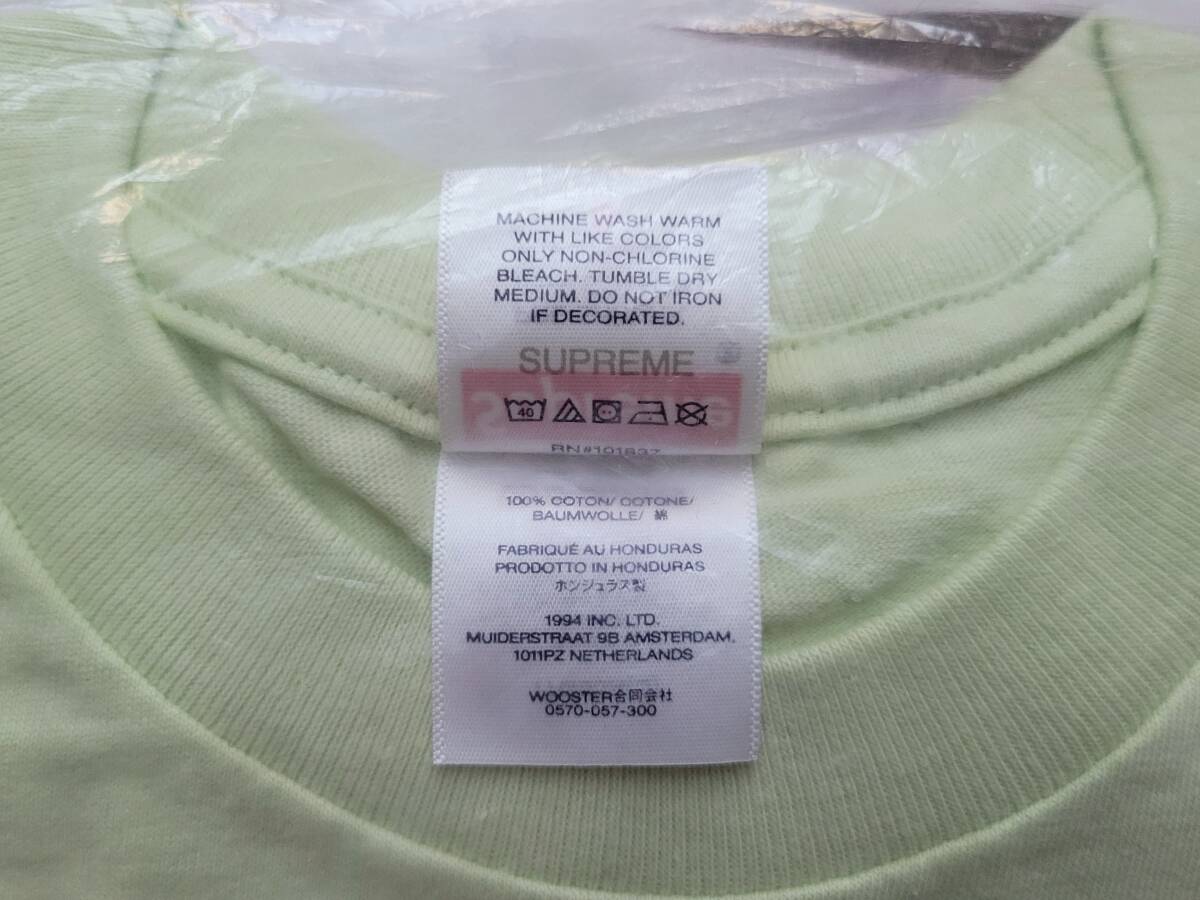 MACHINE WASH WARM
WITH LIKE COLORS
ONLY NON-CHLORINE
BLEACH. TUMBLE DRY
MEDIUM. DO NOT IRON
IF DECORATED.
SUPREME
40
RN#101837
100% COTON/ COTONE/
BAUMWOLLE/ 綿
FABRIQUÉ AU HONDURAS
PRODOTTO IN HONDURAS
ホンジュラス製
1994 INC. LTD.
MUIDERSTRAAT 9B AMSTERDAM.
1011PZ NETHERLANDS
WOOSTER合同会社
0570-057-300